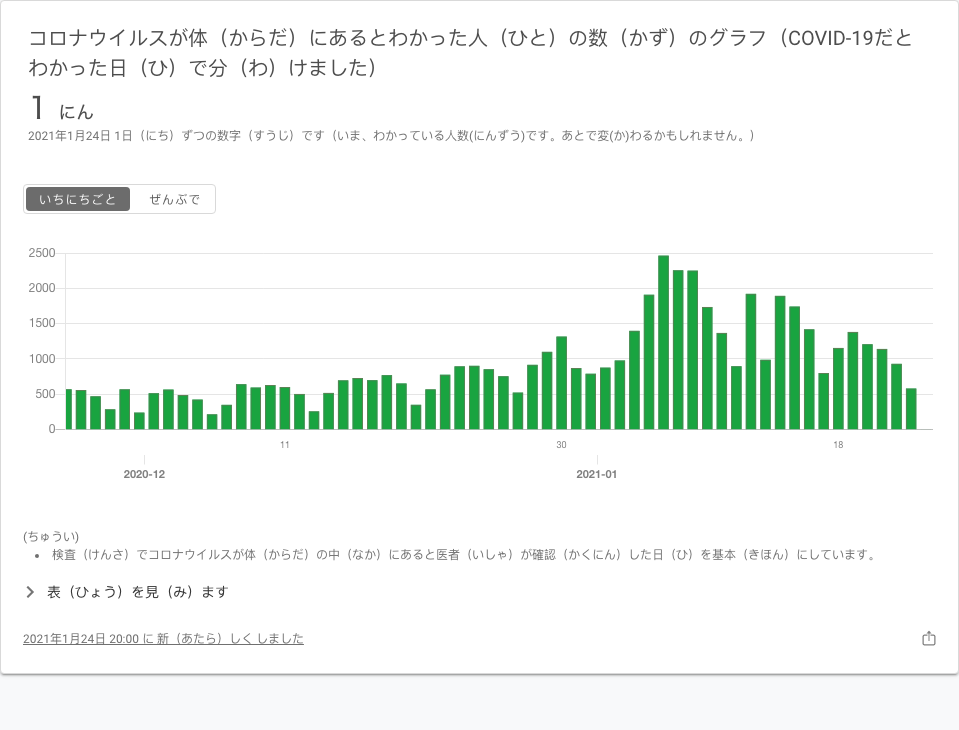 コロナウイルスが体（からだ）にあるとわかった人（ひと）の数（かず）のグラフ（COVID-19だと
わかった日（ひ）で分（わ）けました）
1 にん
2021年1月24日 1日（にち）ずつの数字（すうじ）です（いま、わかっている人数(にんずう)です。あとで変(か)わるかもしれません。）
いちにちごと ぜんぶで
2500
2000
1500
1000
500
0
11 30 18
2020-12 2021-01
(ちゅうい)
• 検査（けんさ）でコロナウイルスが体（からだ）の中（なか）にあると医者（いしゃ）が確認（かくにん）した日（ひ）を基本（きほん）にしています。
表（ひょう）を見（み）ます
2021年1月24日 20:00 に 新（あたら）しく しました